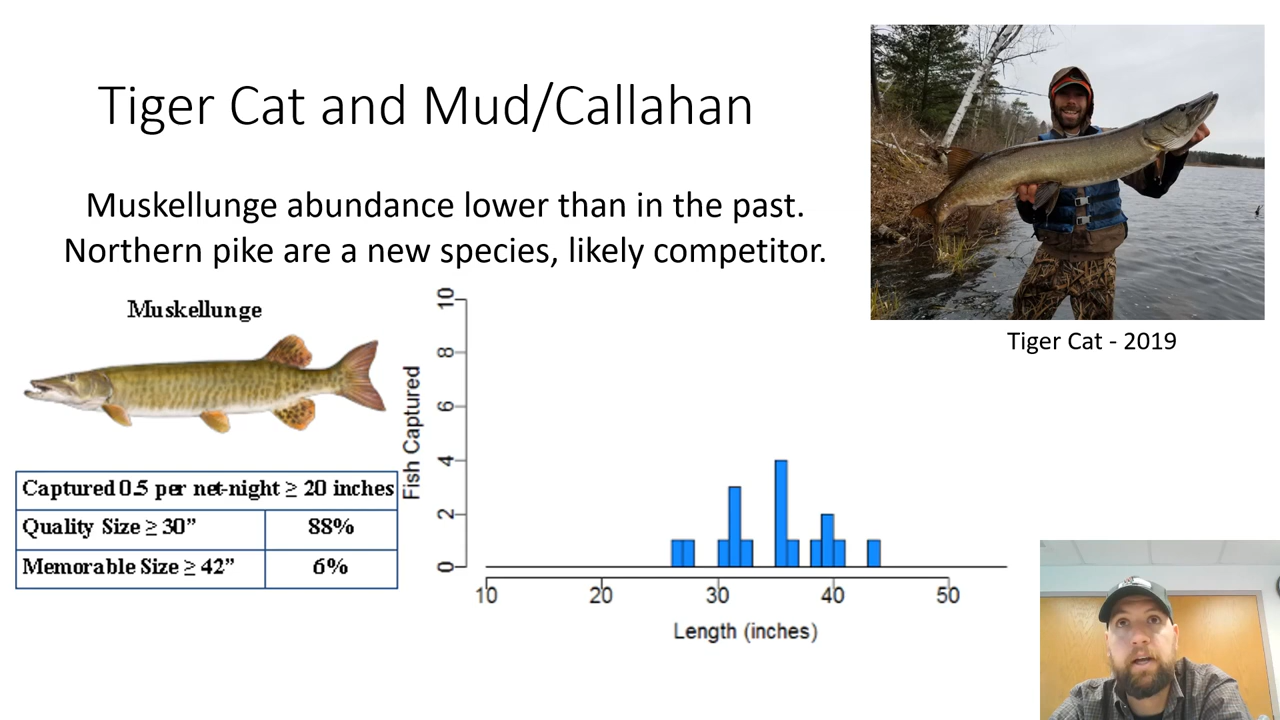 Tiger Cat and Mud/Callahan
Muskellunge abundance lower than in the past.
Northern pike are a new species, likely competitor.
Tiger Cat - 2019
Muskellunge
Captured 0.5 per net-night ≥ 20 inches
Quality Size ≥ 30” 88%
Memorable Size ≥ 42” 6%
Fish Captured
10
8
6
4
2
0
10 20 30 40 50
Length (inches)